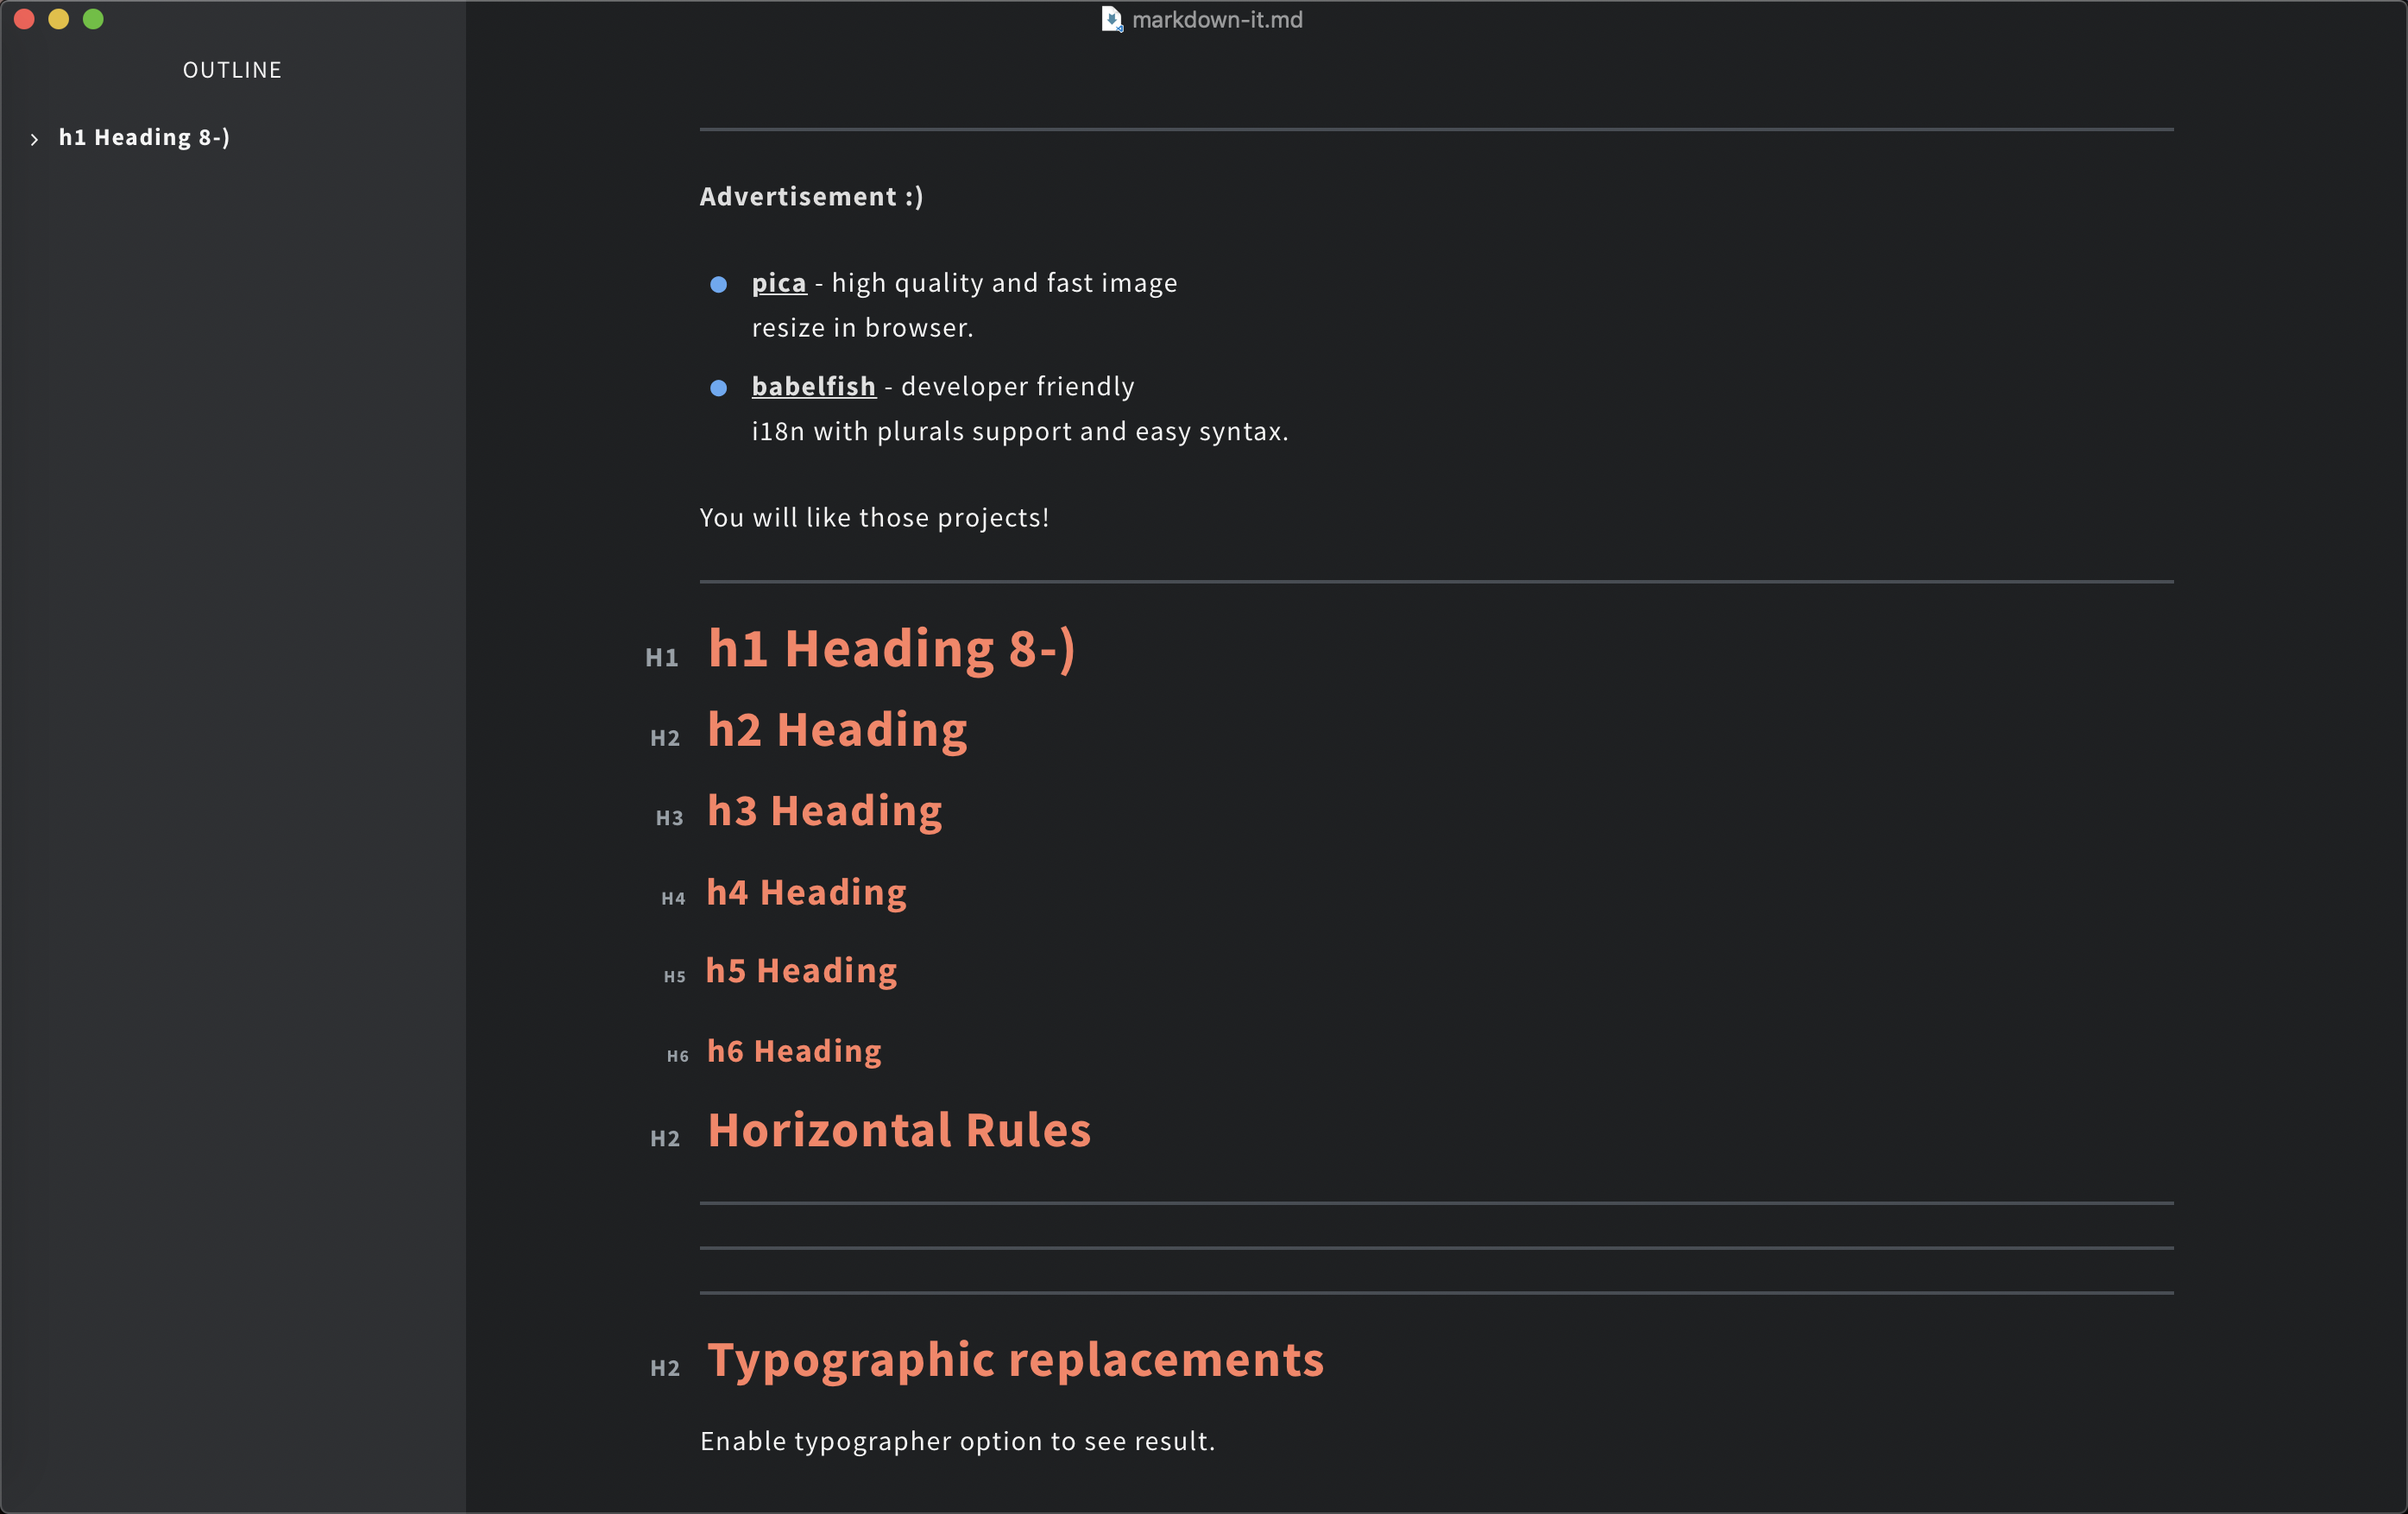 markdown-it.md
OUTLINE
h1 Heading 8-)
Advertisement :)
pica - high quality and fast image
resize in browser.
babelfish - developer friendly
i18n with plurals support and easy syntax.
You will like those projects!
H1 h1 Heading 8-)
H2 h2 Heading
H3 h3 Heading
H4 h4 Heading
H5 h5 Heading
H6 h6 Heading
H2 Horizontal Rules
H2 Typographic replacements
Enable typographer option to see result.